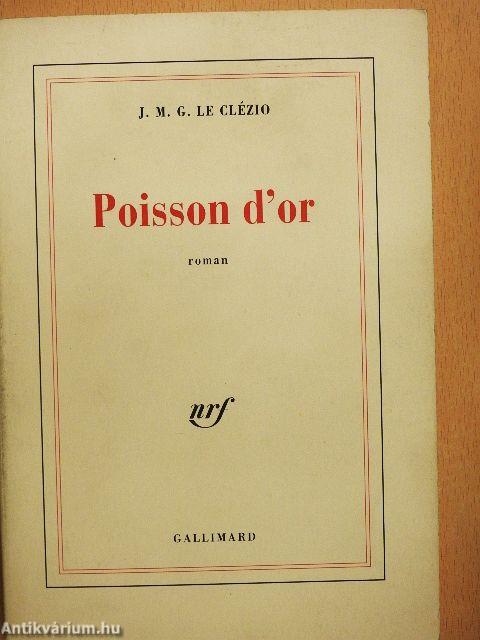 J. M. G. LE CLÉZIO
Poisson d'or
roman
nrf
GALLIMARD
Antikvárium.hu